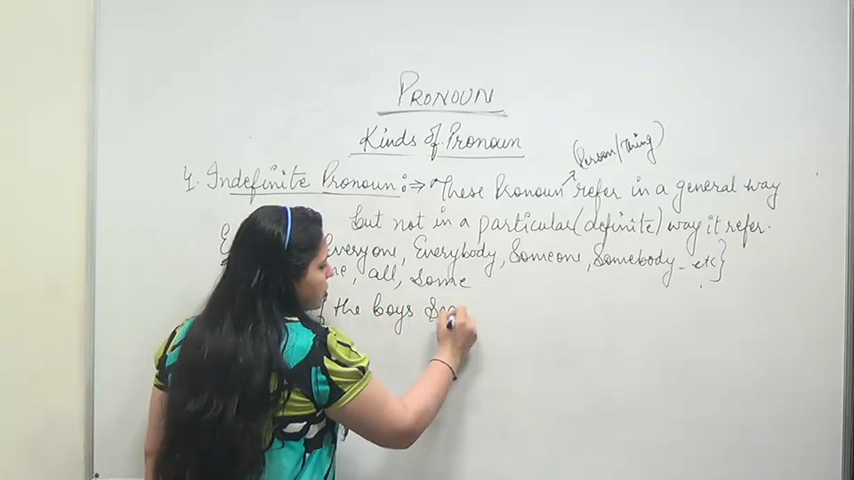 PRONOUN
Kinds of Pronoun
(Person/Thing)
4. Indefinite Pronoun :⇒ These Pronoun refer in a general way
but not in a particular (definite) way it refer.
Everyone, Everybody, Someone, Somebody - etc}
all, Some
the boys